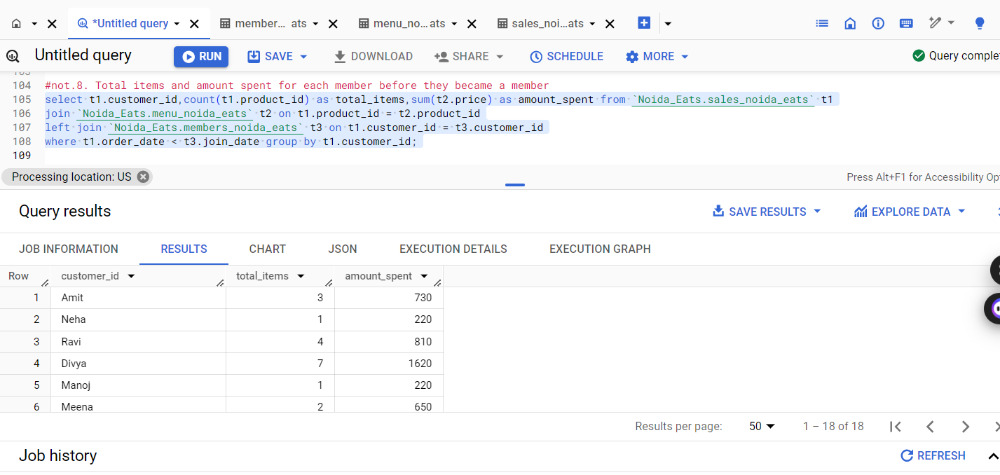 *Untitled query
member... ats
menu_no...ats
sales_noi...ats
Untitled query
RUN
SAVE
DOWNLOAD
SHARE
SCHEDULE
MORE
Query comple
103
104 #not.8. Total items and amount spent for each member before they became a member
105 select t1.customer_id,count(t1.product_id) as total_items,sum(t2.price) as amount_spent from `Noida_Eats.sales_noida_eats` t1
106 join `Noida_Eats.menu_noida_eats` t2 on t1.product_id = t2.product_id
107 left join `Noida_Eats.members_noida_eats` t3 on t1.customer_id = t3.customer_id
108 where t1.order_date < t3.join_date group by t1.customer_id;
109
Processing location: US
Press Alt+F1 for Accessibility Op
Query results
SAVE RESULTS
EXPLORE DATA
JOB INFORMATION
RESULTS
CHART
JSON
EXECUTION DETAILS
EXECUTION GRAPH
Row customer_id total_items amount_spent
1 Amit 3 730
2 Neha 1 220
3 Ravi 4 810
4 Divya 7 1620
5 Manoj 1 220
6 Meena 2 650
Results per page: 50 1 – 18 of 18
Job history
REFRESH